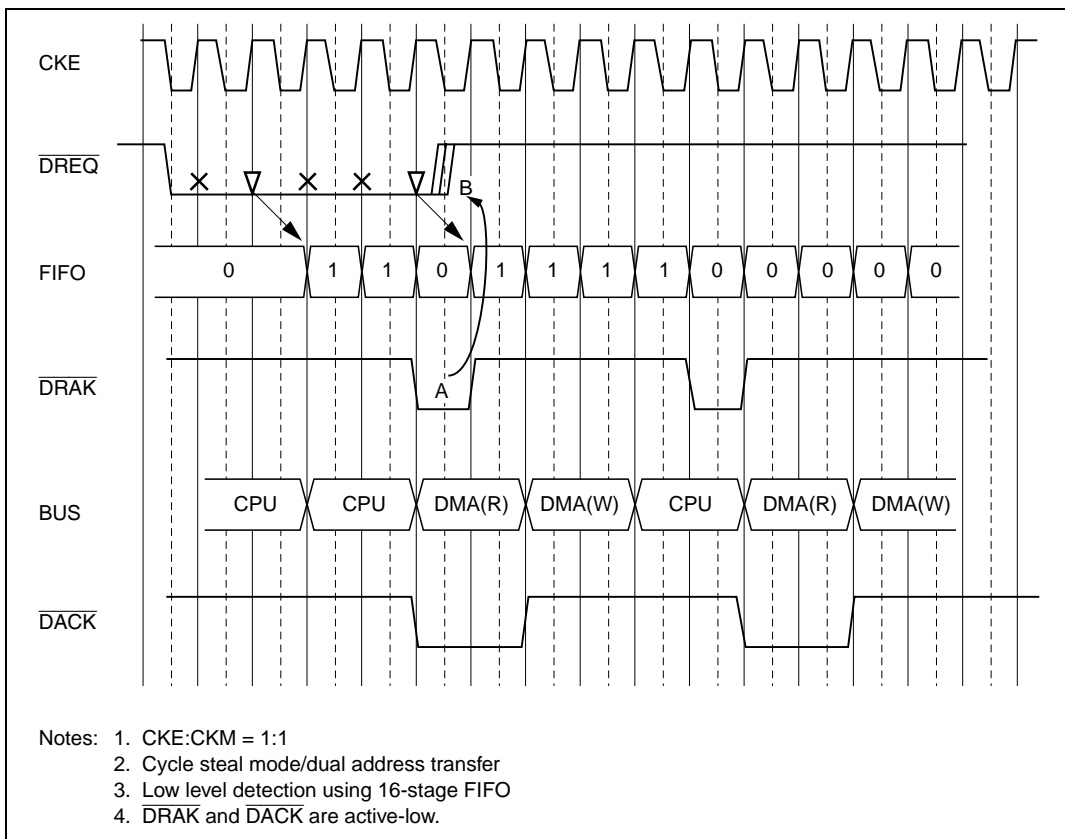 CKE
DREQ
B
FIFO
0 1 1 0 1 1 1 1 0 0 0 0 0
DRAK
A
BUS
CPU CPU DMA(R) DMA(W) CPU DMA(R) DMA(W)
DACK
Notes: 1. CKE:CKM = 1:1
2. Cycle steal mode/dual address transfer
3. Low level detection using 16-stage FIFO
4. DRAK and DACK are active-low.